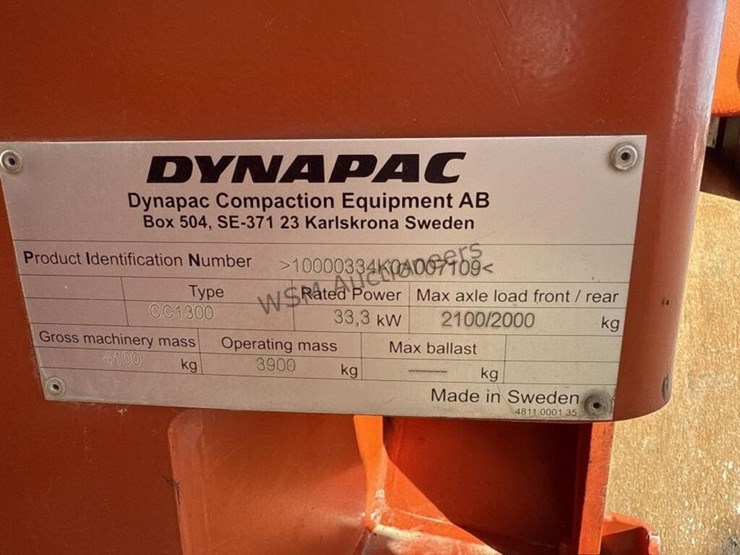 DYNAPAC
Dynapac Compaction Equipment AB
Box 504, SE-371 23 Karlskrona Sweden
Product Identification Number >10000334K0A007109<
Type Rated Power Max axle load front / rear
CC1300 33,3 kW 2100/2000 kg
Gross machinery mass Operating mass Max ballast
4100 kg 3900 kg —— kg
Made in Sweden
4811 0001 35
WSM Auctioneers